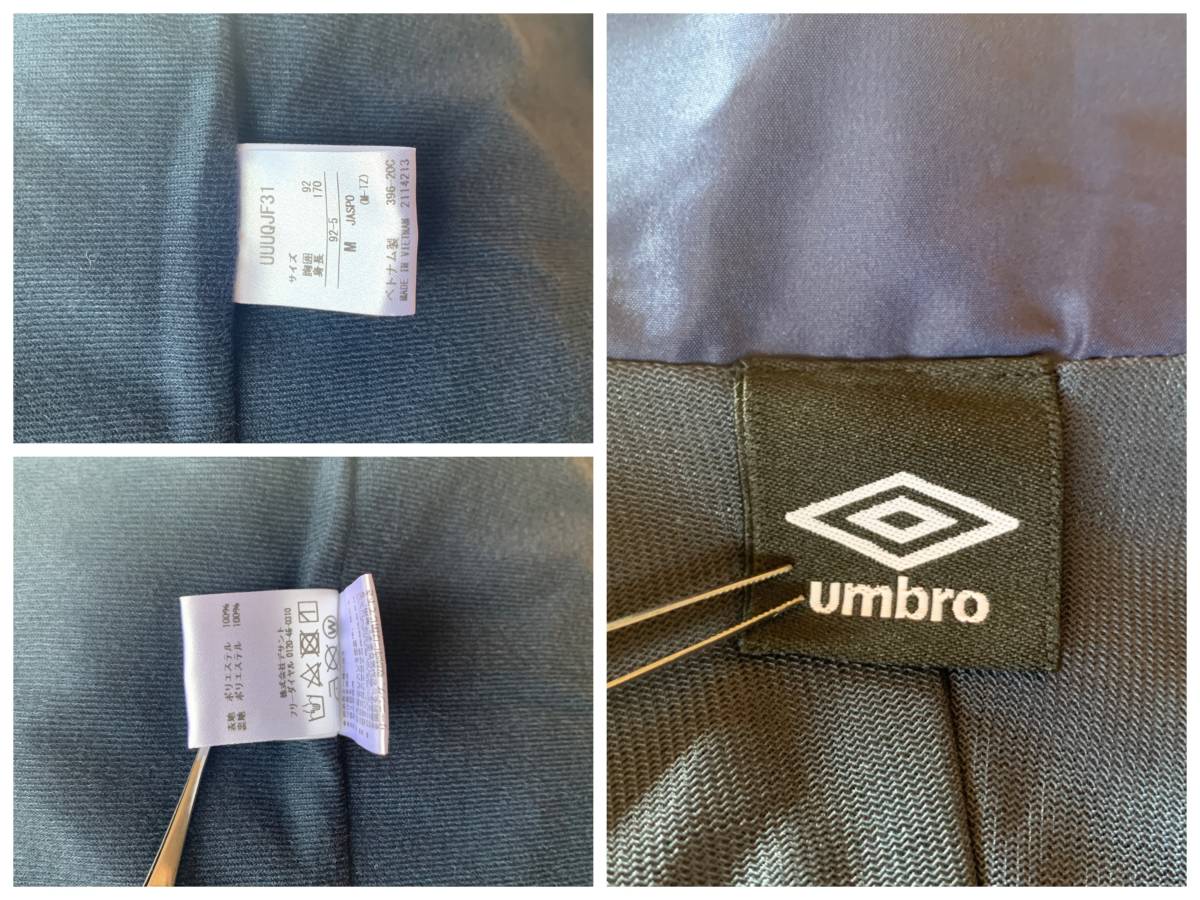 UUUQJF31
サイズ
胸囲 92
身長 170
92-5
M JASPO
(M-TZ)
ベトナム製 396-20C
MADE IN VIETNAM 2114213
表地 ポリエステル 100%
裏地 ポリエステル 100%
株式会社デサント
フリーダイヤル 0120-46-0310
umbro